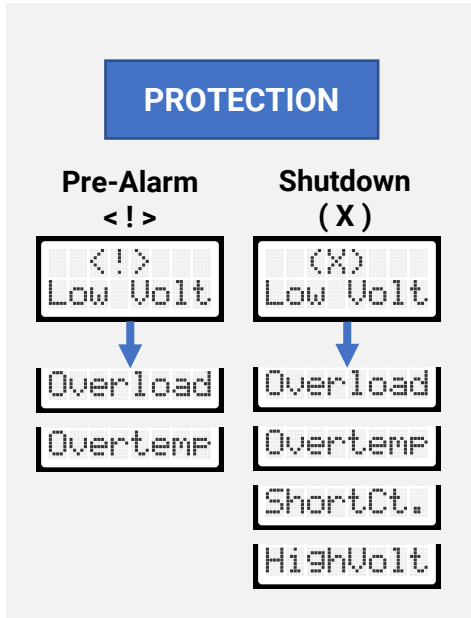 PROTECTION
Pre-Alarm
< ! >
<!>
Low Volt
Overload
Overtemp
Shutdown
( X )
(X)
Low Volt
Overload
Overtemp
ShortCt.
HighVolt